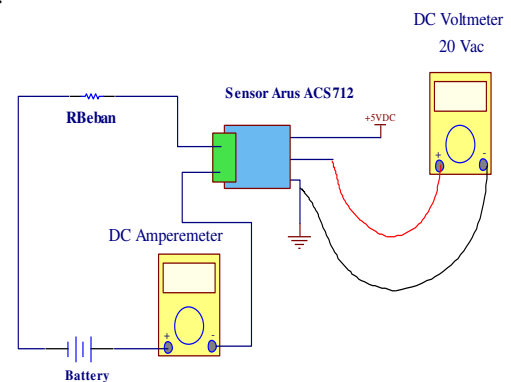 DC Voltmeter
20 Vac
Sensor Arus ACS712
+5VDC
RBeban
+ -
DC Amperemeter
+ -
Battery